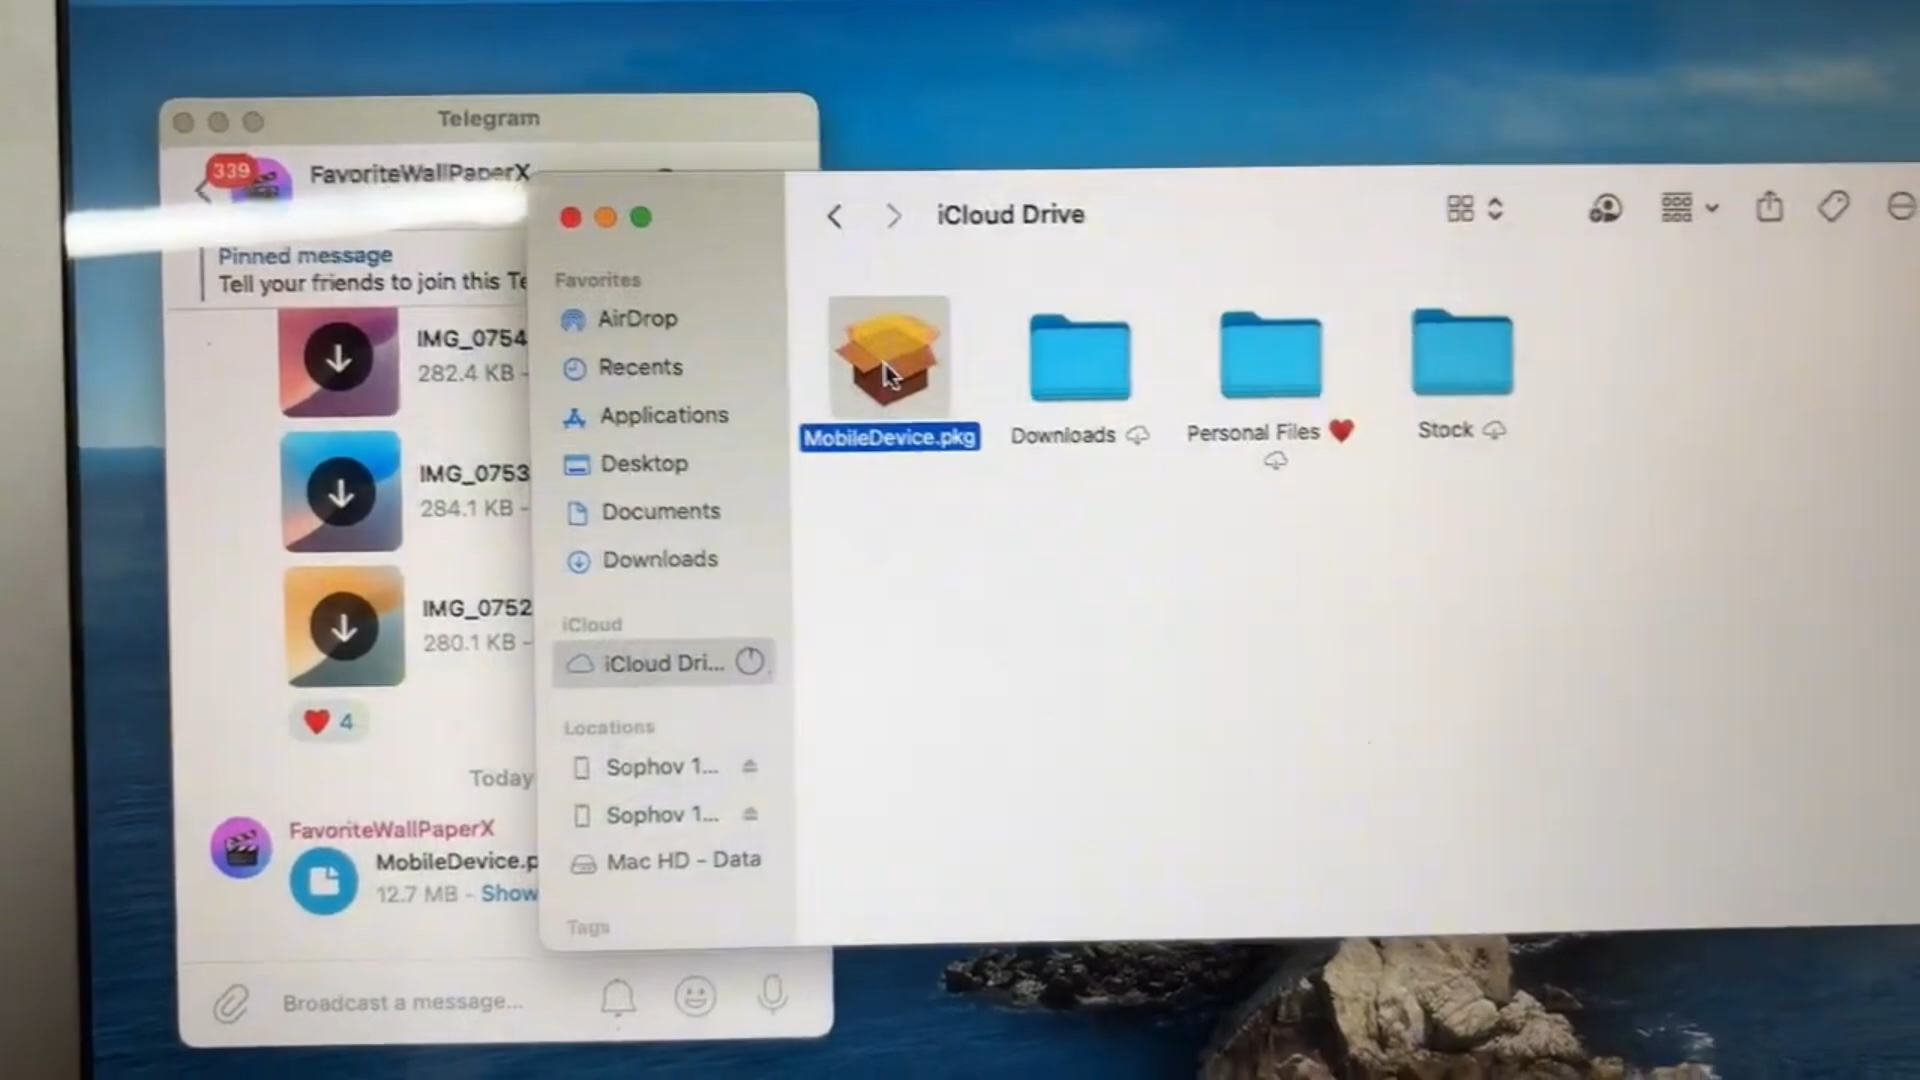 Telegram
339
FavoriteWallPaperX
Pinned message
Tell your friends to join this Te
IMG_0754
282.4 KB -
IMG_0753
284.1 KB -
IMG_0752
280.1 KB -
4
Today
FavoriteWallPaperX
MobileDevice.p
12.7 MB - Show
Broadcast a message...
Favorites
AirDrop
Recents
Applications
Desktop
Documents
Downloads
iCloud
iCloud Dri...
Locations
Sophov 1...
Sophov 1...
Mac HD - Data
Tags
iCloud Drive
MobileDevice.pkg
Downloads
Personal Files ❤️
Stock